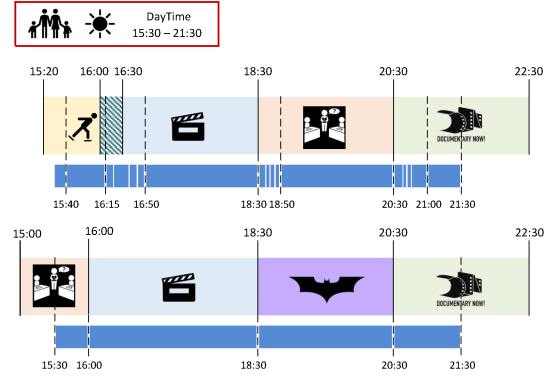 DayTime
15:30 – 21:30
15:20 16:00 16:30 18:30 20:30 22:30
?
DOCUMENTARY NOW!
15:40 16:15 16:50 18:30 18:50 20:30 21:00 21:30
15:00 16:00 18:30 20:30 22:30
?
DOCUMENTARY NOW!
15:30 16:00 18:30 20:30 21:30